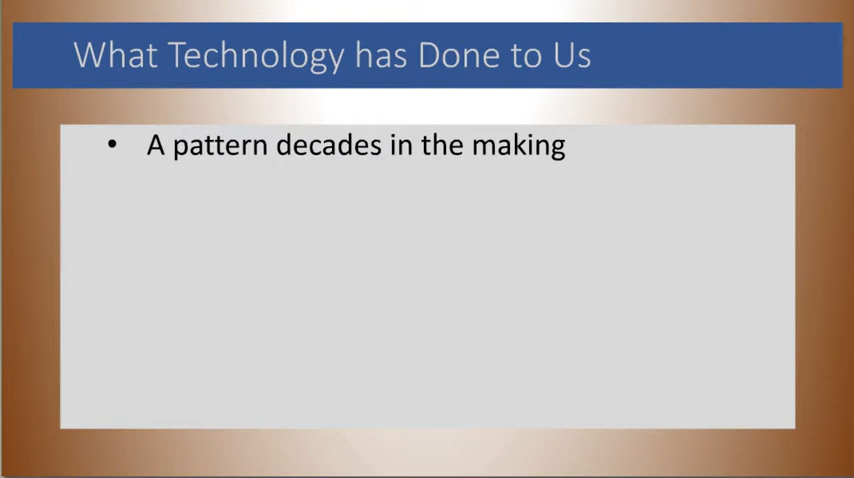 What Technology has Done to Us
• A pattern decades in the making